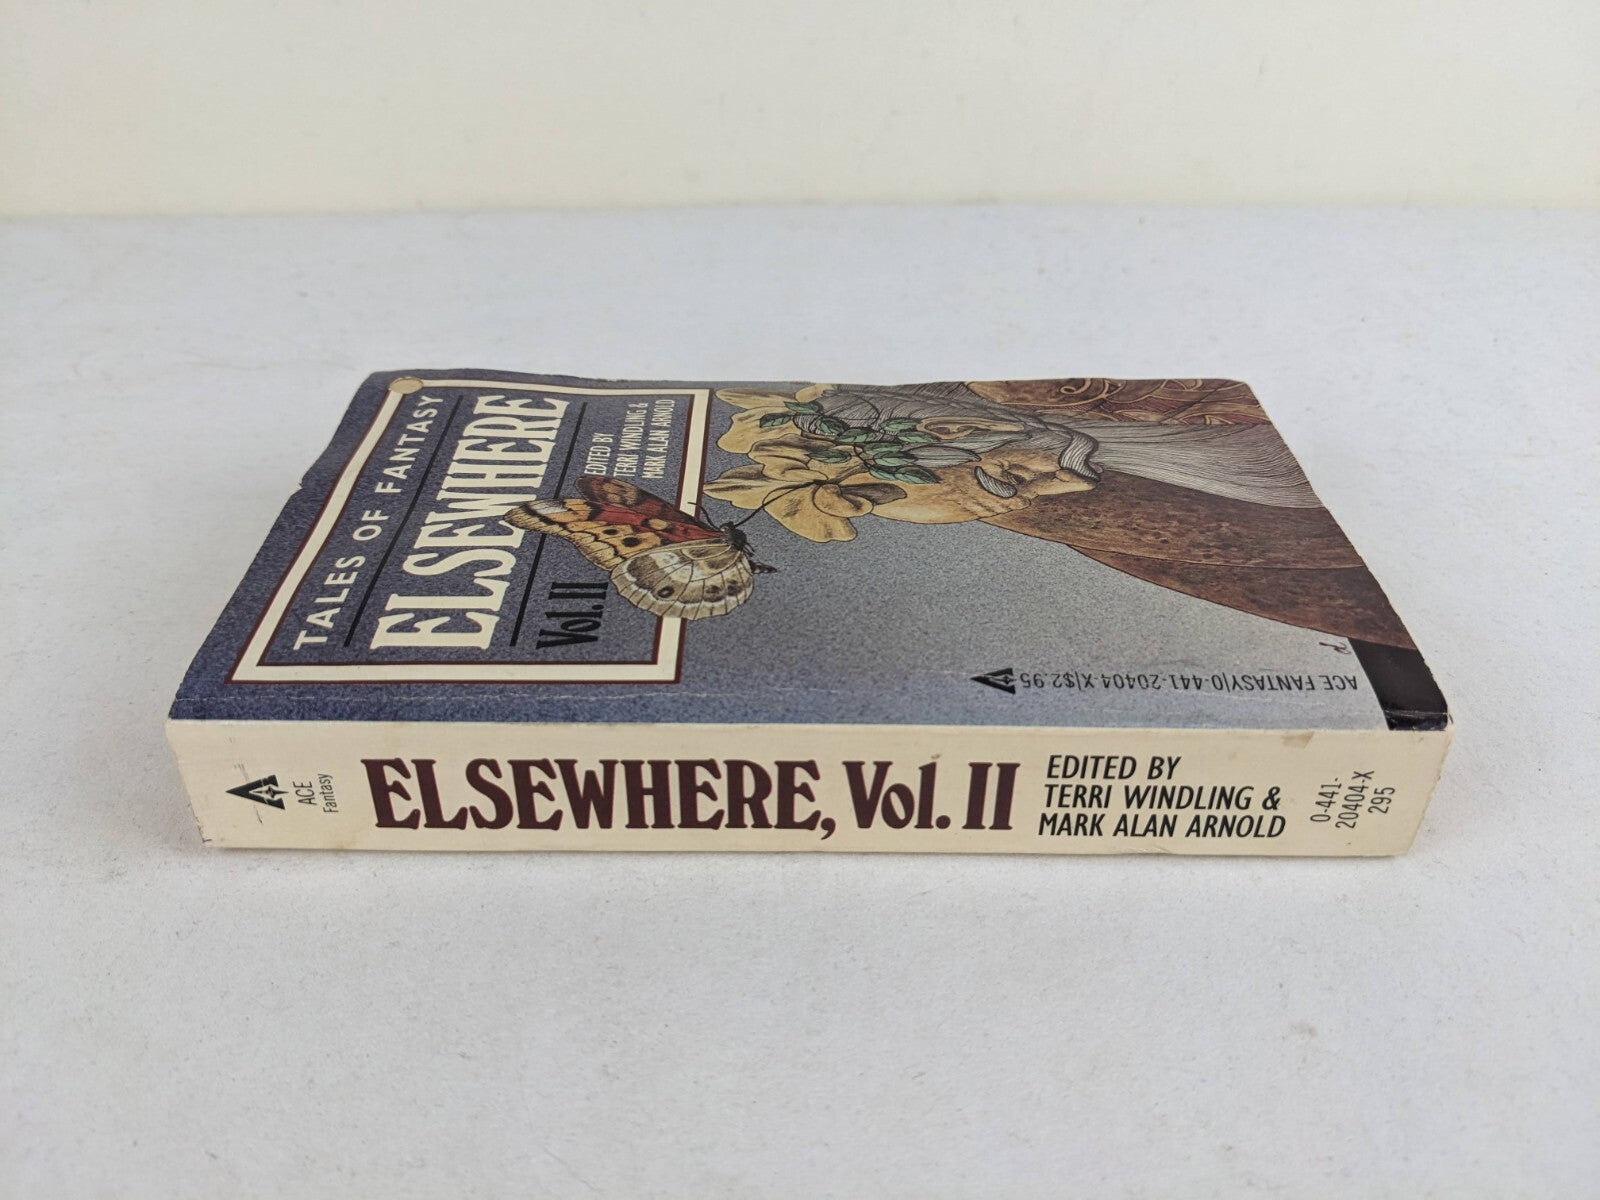 TALES OF FANTASY
ELSEWHERE
Vol. II
EDITED BY
TERRI WINDLING &
MARK ALAN ARNOLD
ACE FANTASY|0-441-20404-X|$2.95
ACE
Fantasy
ELSEWHERE, Vol. II
EDITED BY
TERRI WINDLING &
MARK ALAN ARNOLD
0-441-
20404-X
295